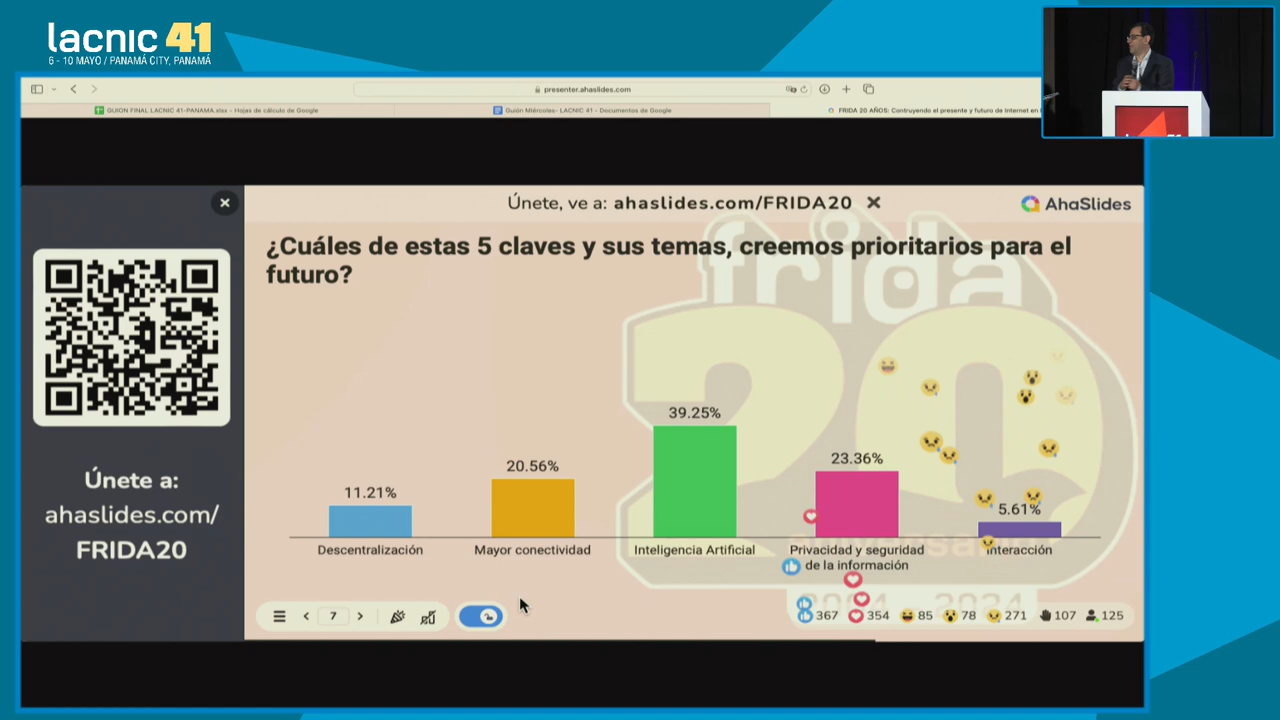 lacnic 41
6 - 10 MAYO / PANAMÁ CITY, PANAMÁ
presenter.ahaslides.com
GUION FINAL LACNIC 41-PANAMA.xlsx - Hojas de cálculo de Google
Guión Miércoles- LACNIC 41 - Documentos de Google
FRIDA 20 AÑOS: Construyendo el presente y futuro de Internet en
Únete, ve a: ahaslides.com/FRIDA20
AhaSlides
¿Cuáles de estas 5 claves y sus temas, creemos prioritarios para el
futuro?
frida
20
11.21%
20.56%
39.25%
23.36%
5.61%
Descentralización
Mayor conectividad
Inteligencia Artificial
Privacidad y seguridad
de la información
Interacción
Únete a:
ahaslides.com/
FRIDA20
7
367
354
85
78
271
107
125